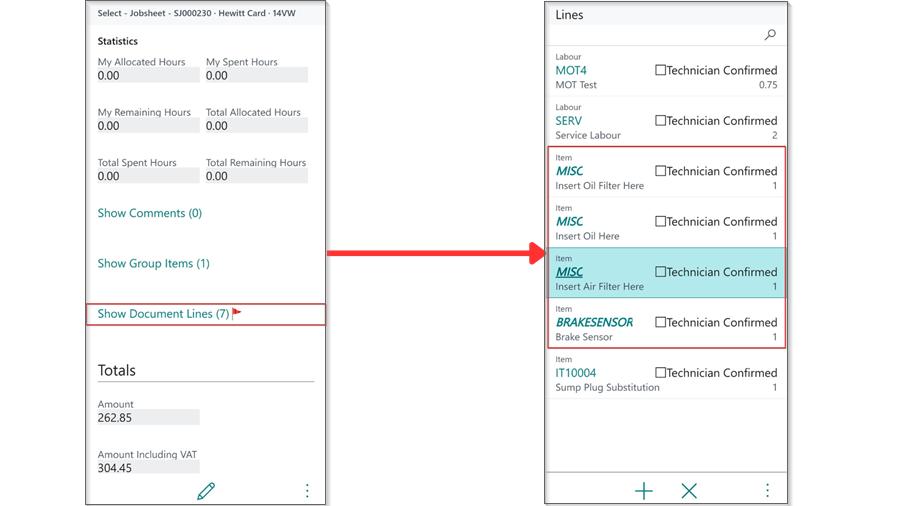 Select - Jobsheet - SJ000230 · Hewitt Card · 14VW
Statistics
My Allocated Hours My Spent Hours
0.00 0.00
My Remaining Hours Total Allocated Hours
0.00 0.00
Total Spent Hours Total Remaining Hours
0.00 0.00
Show Comments (0)
Show Group Items (1)
Show Document Lines (7)
Totals
Amount
262.85
Amount Including VAT
304.45
Lines
Labour
MOT4 Technician Confirmed
MOT Test 0.75
Labour
SERV Technician Confirmed
Service Labour 2
Item
MISC Technician Confirmed
Insert Oil Filter Here 1
Item
MISC Technician Confirmed
Insert Oil Here 1
Item
MISC Technician Confirmed
Insert Air Filter Here 1
Item
BRAKESENSOR Technician Confirmed
Brake Sensor 1
Item
IT10004 Technician Confirmed
Sump Plug Substitution 1